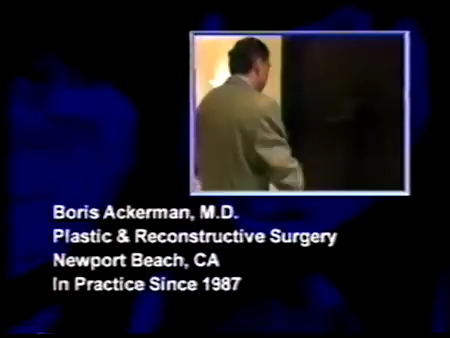 Boris Ackerman, M.D.
Plastic & Reconstructive Surgery
Newport Beach, CA
In Practice Since 1987